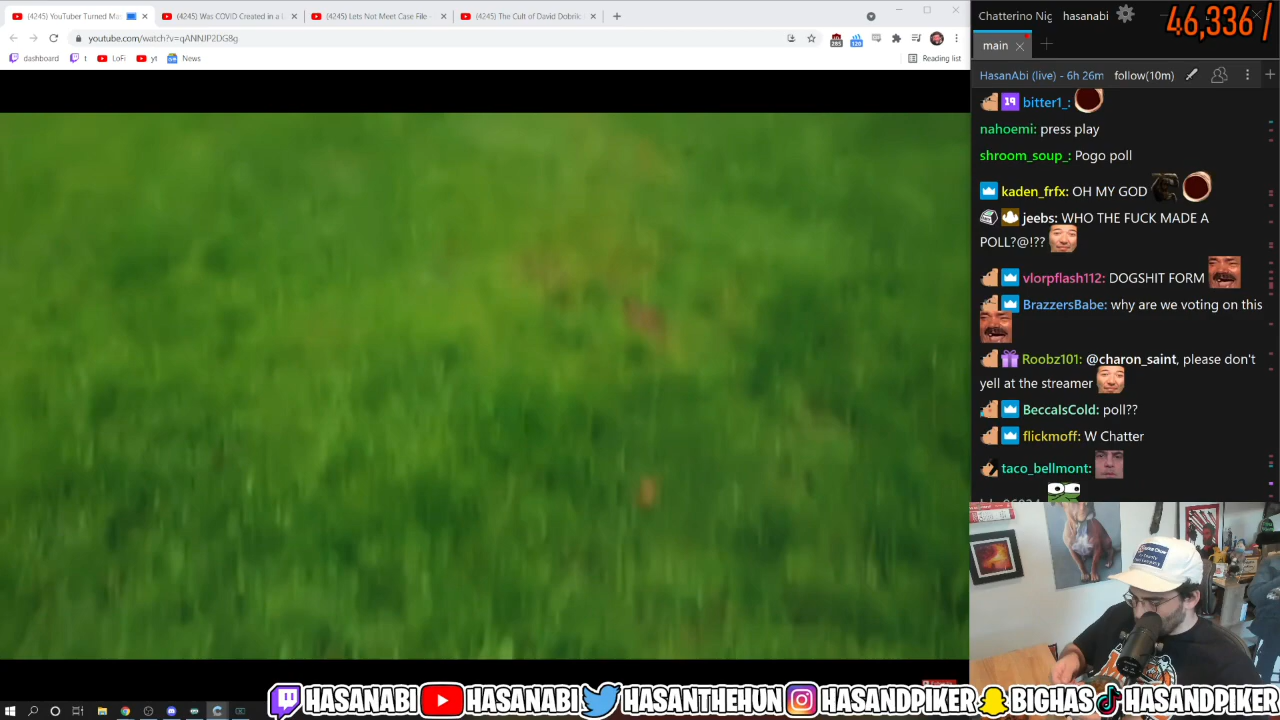 (4245) YouTuber Turned Ma
(4245) Was COVID Created in a
(4245) Lets Not Meet Case File -
(4245) The Cult of David Dobrik:
youtube.com/watch?v=qANNJP2DG8g
dashboard
t
LoFi
yt
News
Reading list
Chatterino Nig
hasanabi
46,336 /
main
HasanAbi (live) - 6h 26m
follow(10m)
19 bitter1_:
nahoemi: press play
shroom_soup_: Pogo poll
kaden_frfx: OH MY GOD
jeebs: WHO THE FUCK MADE A
POLL?@!??
vlorpflash112: DOGSHIT FORM
BrazzersBabe: why are we voting on this
Roobz101: @charon_saint, please don't
yell at the streamer
BeccaIsCold: poll??
flickmoff: W Chatter
taco_bellmont:
HASANABI HASANABI HASANTHEHUN HASANDPIKER BIGHAS HASANDPIKER